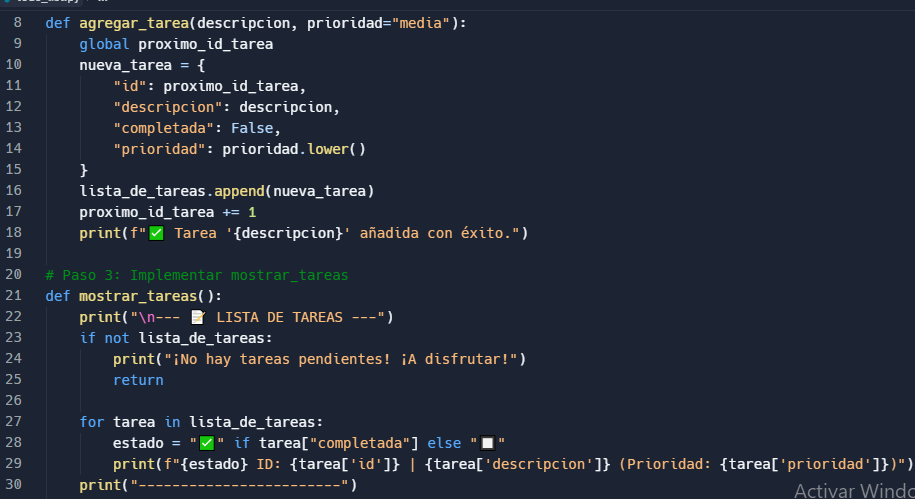 8 def agregar_tarea(descripcion, prioridad="media"):
9     global proximo_id_tarea
10     nueva_tarea = {
11         "id": proximo_id_tarea,
12         "descripcion": descripcion,
13         "completada": False,
14         "prioridad": prioridad.lower()
15     }
16     lista_de_tareas.append(nueva_tarea)
17     proximo_id_tarea += 1
18     print(f"✅ Tarea '{descripcion}' añadida con éxito.")
19
20 # Paso 3: Implementar mostrar_tareas
21 def mostrar_tareas():
22     print("\n--- 📝 LISTA DE TAREAS ---")
23     if not lista_de_tareas:
24         print("¡No hay tareas pendientes! ¡A disfrutar!")
25         return
26
27     for tarea in lista_de_tareas:
28         estado = "✅" if tarea["completada"] else "⬜"
29         print(f"{estado} ID: {tarea['id']} | {tarea['descripcion']} (Prioridad: {tarea['prioridad']})")
30     print("------------------------")
Activar Windo